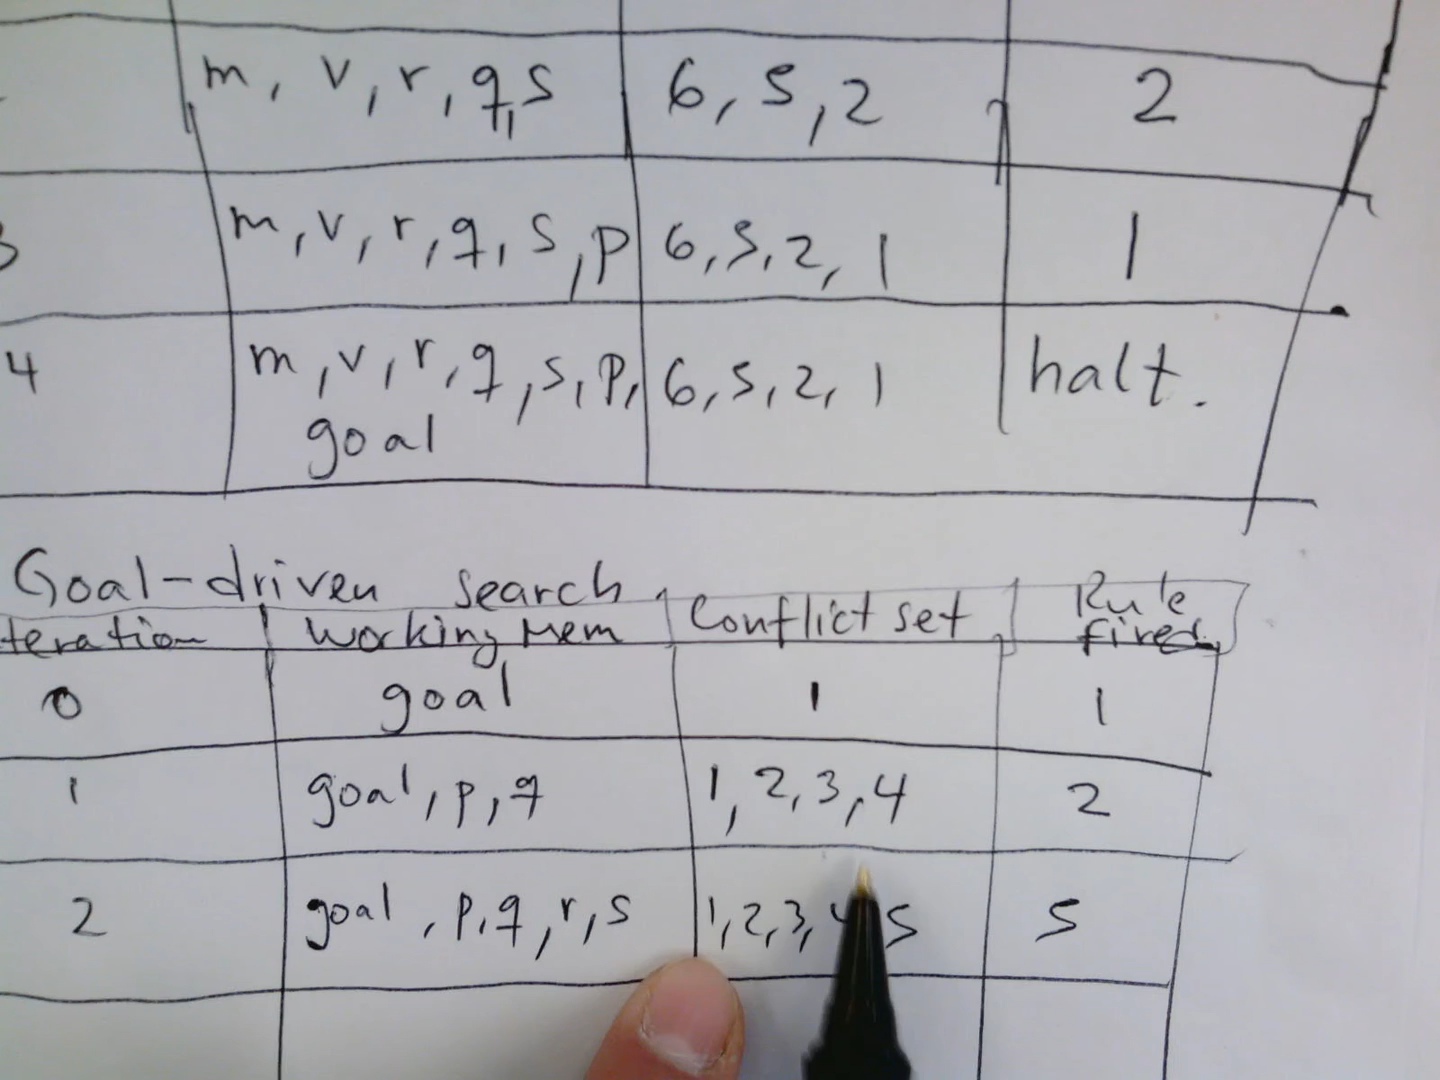 m, v, r, q, s 6, 5, 2 2
3 m, v, r, q, s, p 6, 5, 2, 1 1
4 m, v, r, q, s, p, 6, 5, 2, 1 halt.
goal
Goal-driven search
teration Working Mem Conflict set Rule
fired
0 goal 1 1
1 goal, p, q 1, 2, 3, 4 2
2 goal, p, q, r, s 1, 2, 3, 5 5